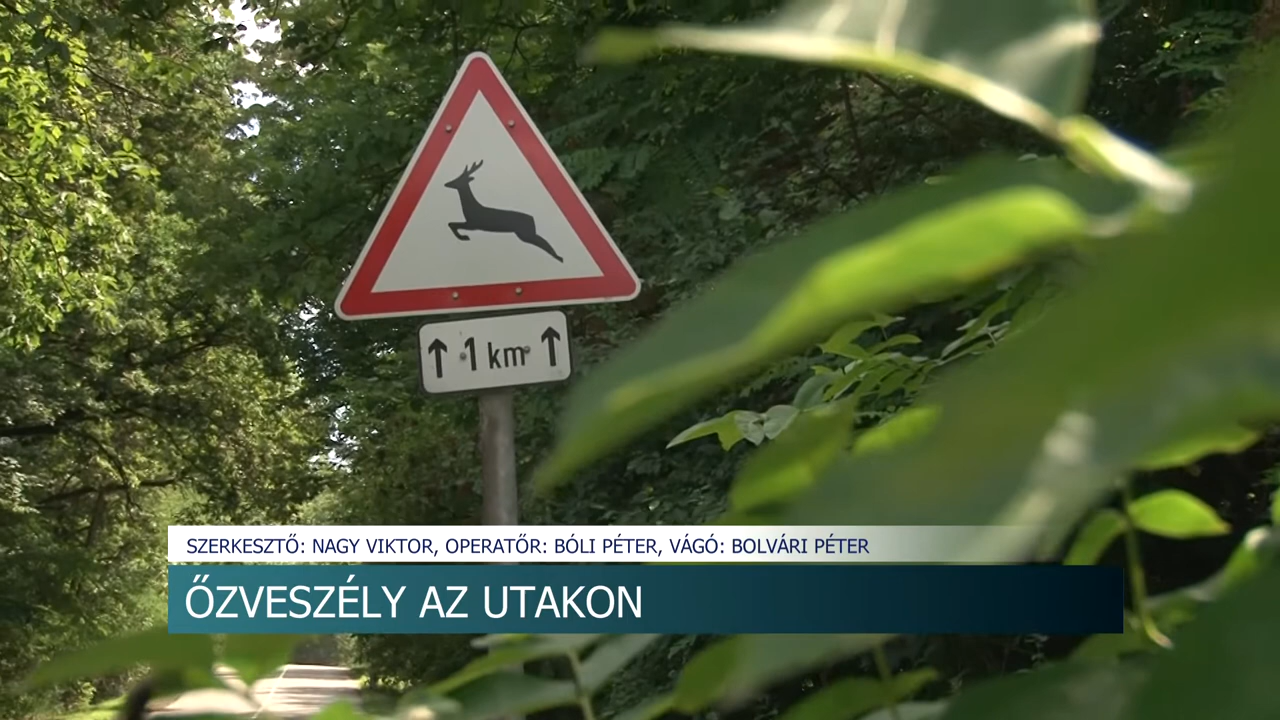 ↑ 1 km ↑
SZERKESZTŐ: NAGY VIKTOR, OPERATŐR: BÓLI PÉTER, VÁGÓ: BOLVÁRI PÉTER
ŐZVESZÉLY AZ UTAKON